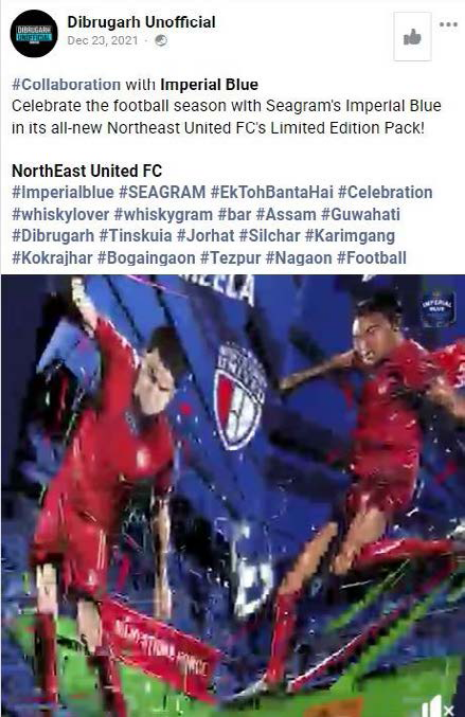 DIBRUGARH
UNOFFICIAL
Dibrugarh Unofficial
Dec 23, 2021 ·
#Collaboration with Imperial Blue
Celebrate the football season with Seagram's Imperial Blue
in its all-new Northeast United FC's Limited Edition Pack!
NorthEast United FC
#Imperialblue #SEAGRAM #EkTohBantaHai #Celebration
#whiskylover #whiskygram #bar #Assam #Guwahati
#Dibrugarh #Tinskuia #Jorhat #Silchar #Karimgang
#Kokrajhar #Bogaingaon #Tezpur #Nagaon #Football
IMPERIAL
BLUE